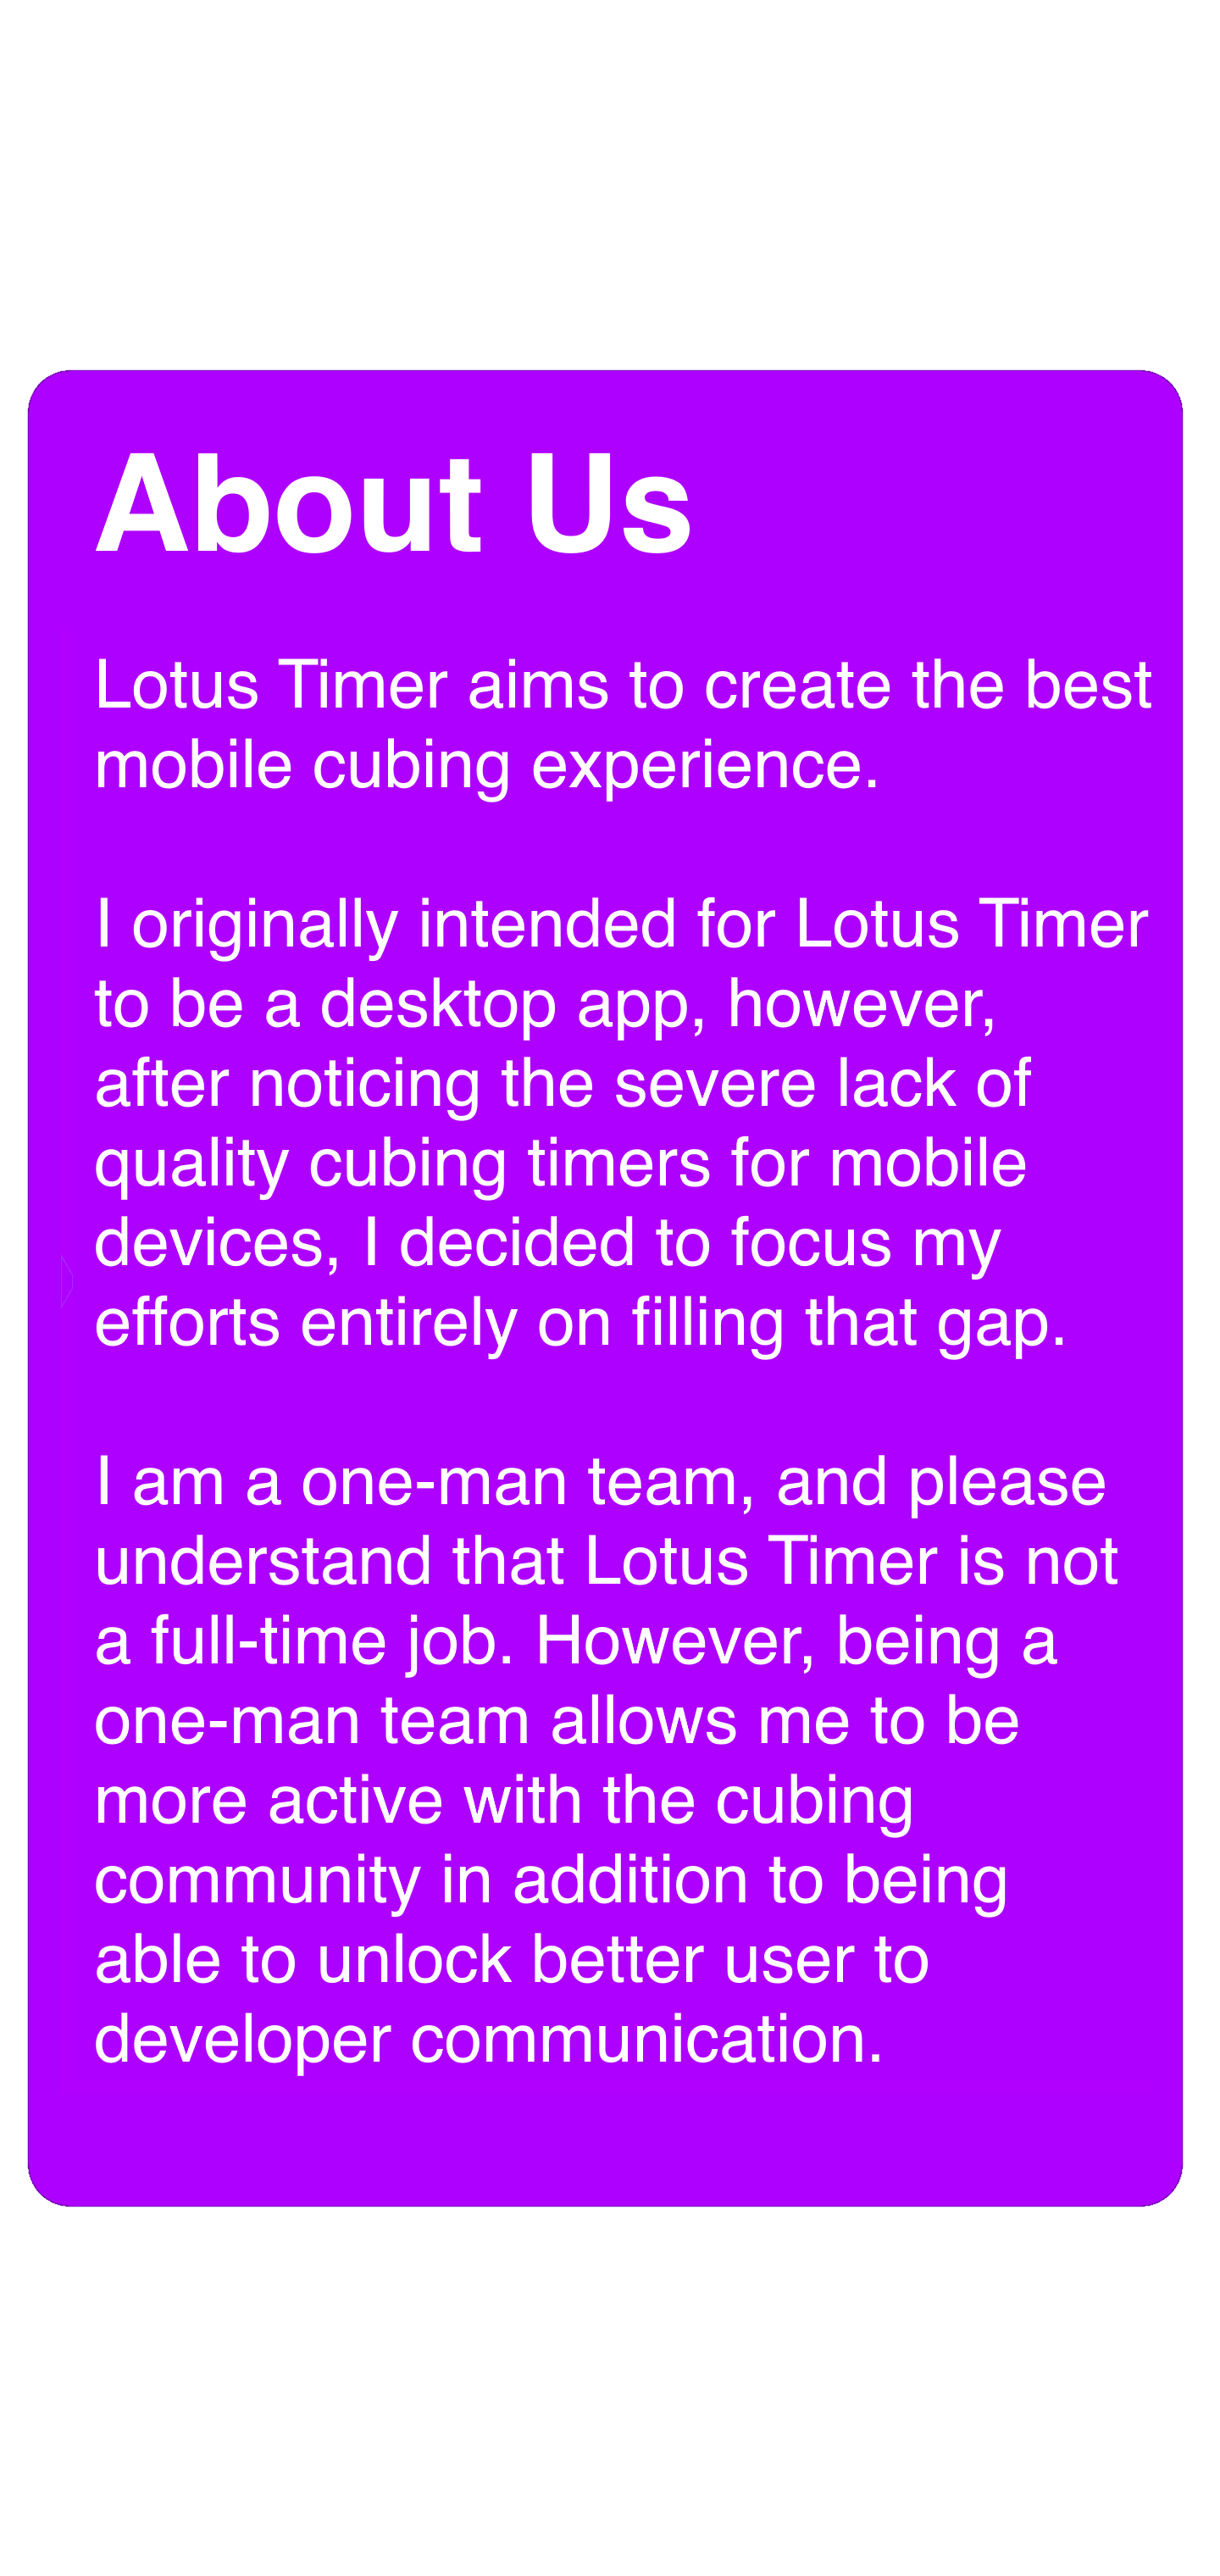 About Us
Lotus Timer aims to create the best
mobile cubing experience.
I originally intended for Lotus Timer
to be a desktop app, however,
after noticing the severe lack of
quality cubing timers for mobile
devices, I decided to focus my
efforts entirely on filling that gap.
I am a one-man team, and please
understand that Lotus Timer is not
a full-time job. However, being a
one-man team allows me to be
more active with the cubing
community in addition to being
able to unlock better user to
developer communication.